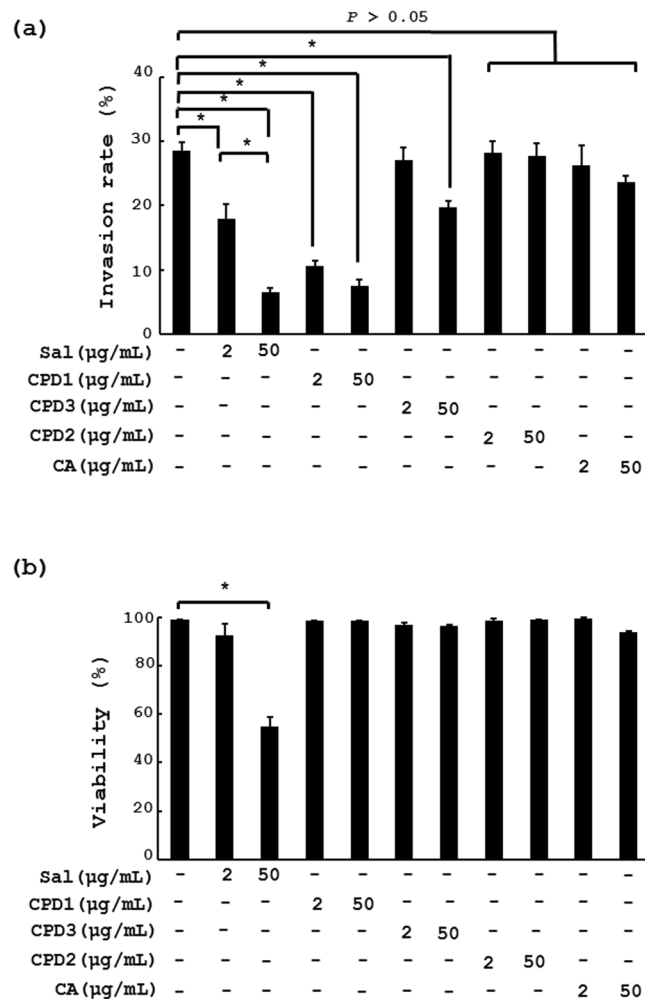 (a)
P > 0.05
*
*
*
*
* *
Invasion rate (%)
40
30
20
10
0
Sal(μg/mL) – 2 50 – – – – – – – –
CPD1(μg/mL) – – – 2 50 – – – – – –
CPD3(μg/mL) – – – – – 2 50 – – – –
CPD2(μg/mL) – – – – – – – 2 50 – –
CA(μg/mL) – – – – – – – – – 2 50
(b)
*
Viability (%)
100
80
60
40
20
0
Sal(μg/mL) – 2 50 – – – – – – – –
CPD1(μg/mL) – – – 2 50 – – – – – –
CPD3(μg/mL) – – – – – 2 50 – – – –
CPD2(μg/mL) – – – – – – – 2 50 – –
CA(μg/mL) – – – – – – – – – 2 50